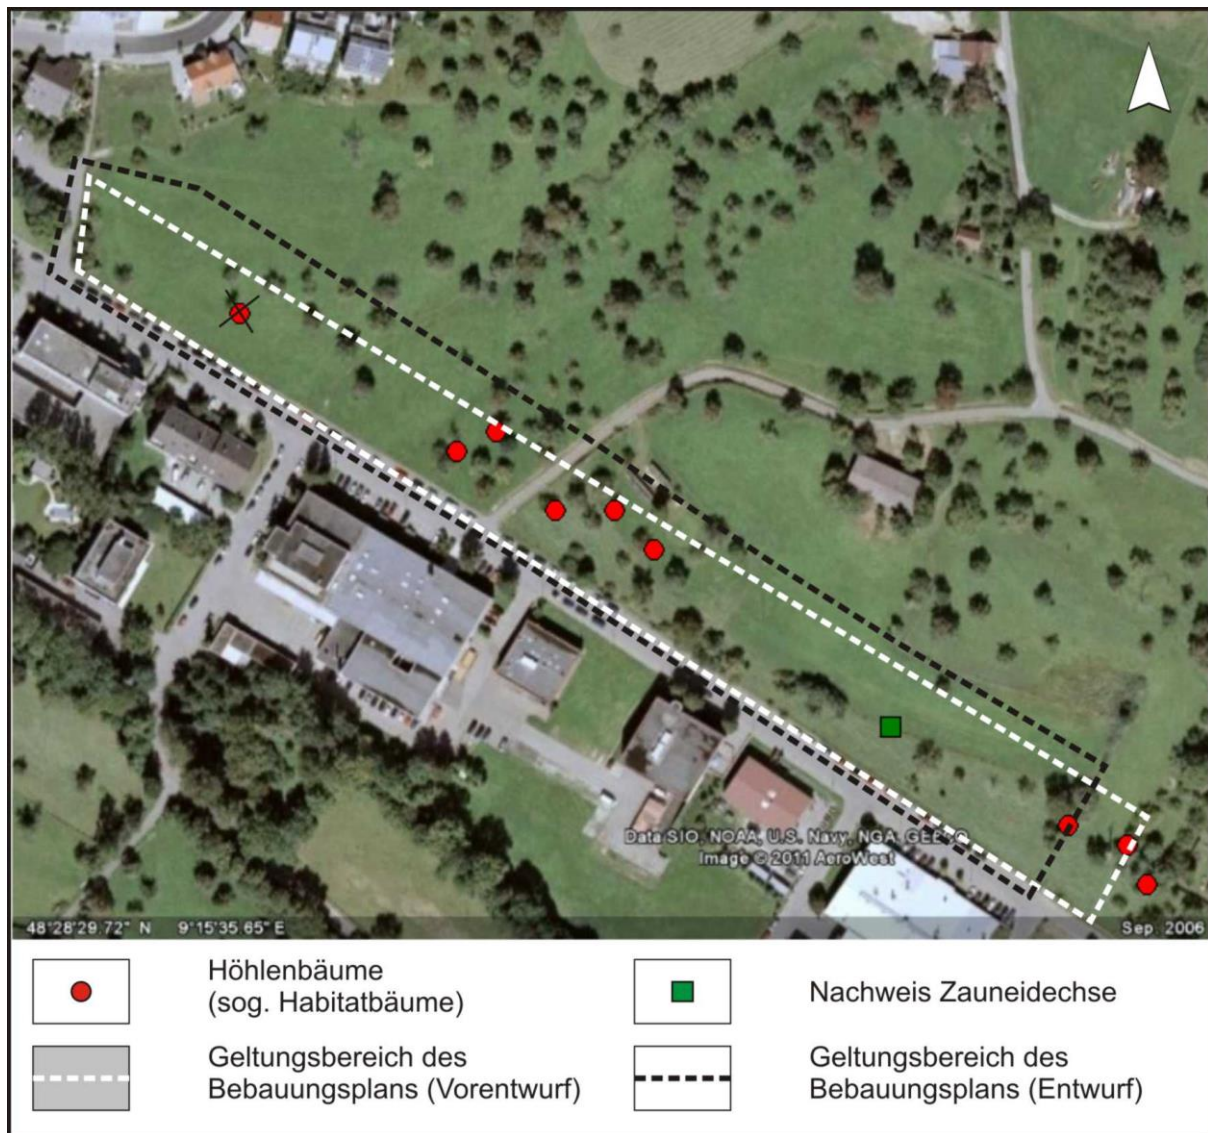 Data SIO, NOAA, U.S. Navy, NGA, GEBCO
Image © 2011 AeroWest
48°28'29.72" N 9°15'35.65" E
Sep. 2006
Höhlenbäume
(sog. Habitatbäume)
Nachweis Zauneidechse
Geltungsbereich des
Bebauungsplans (Vorentwurf)
Geltungsbereich des
Bebauungsplans (Entwurf)